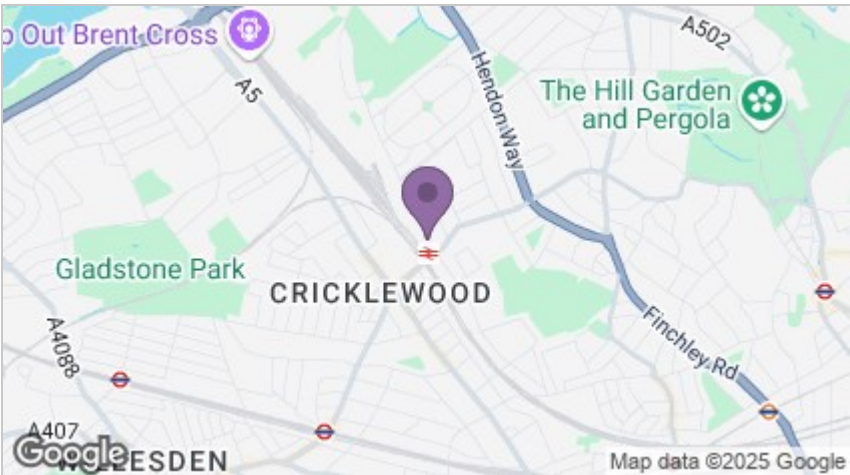 p Out Brent Cross
A502
A5
Hendon Way
The Hill Garden
and Pergola
Gladstone Park
CRICKLEWOOD
A4088
Finchley Rd
A407
Google
LESDEN
Map data ©2025 Google